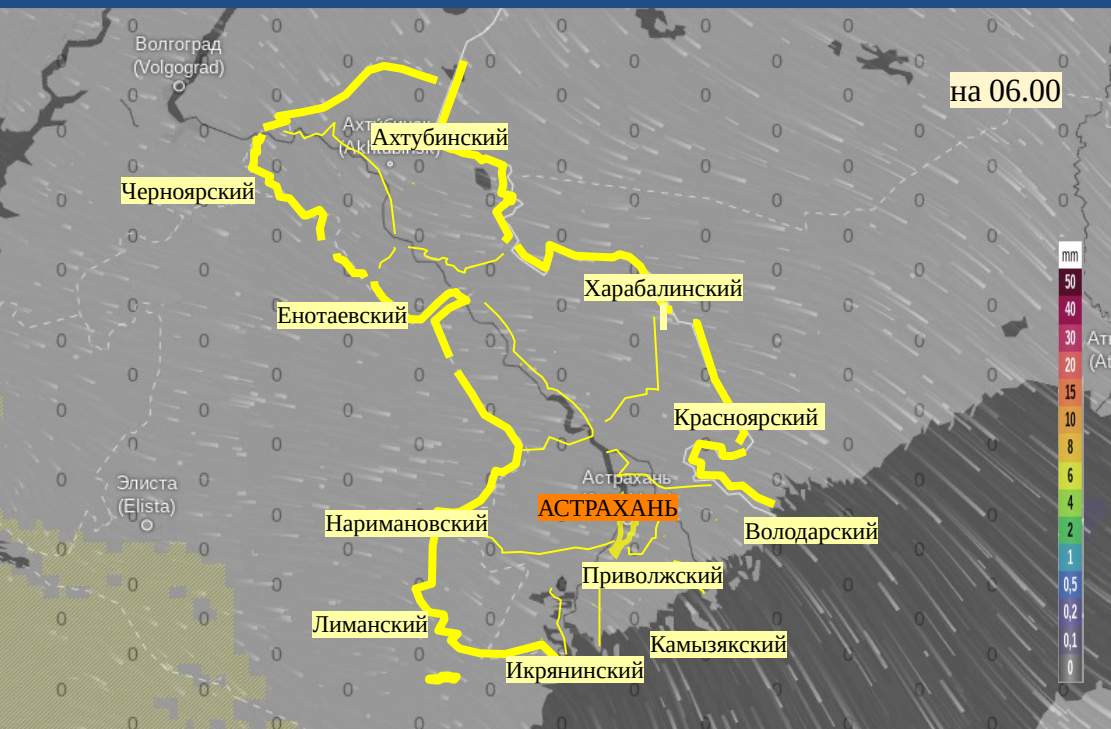 Волгоград
(Volgograd)
на 06.00
Ахтубинский
Черноярский
Харабалинский
Енотаевский
Красноярский
Элиста
(Elista)
Астрахань
АСТРАХАНЬ
Наримановский
Володарский
Приволжский
Лиманский
Камызякский
Икрянинский
mm
50
40
30
20
15
10
8
6
4
2
1
0,5
0,2
0,1
0